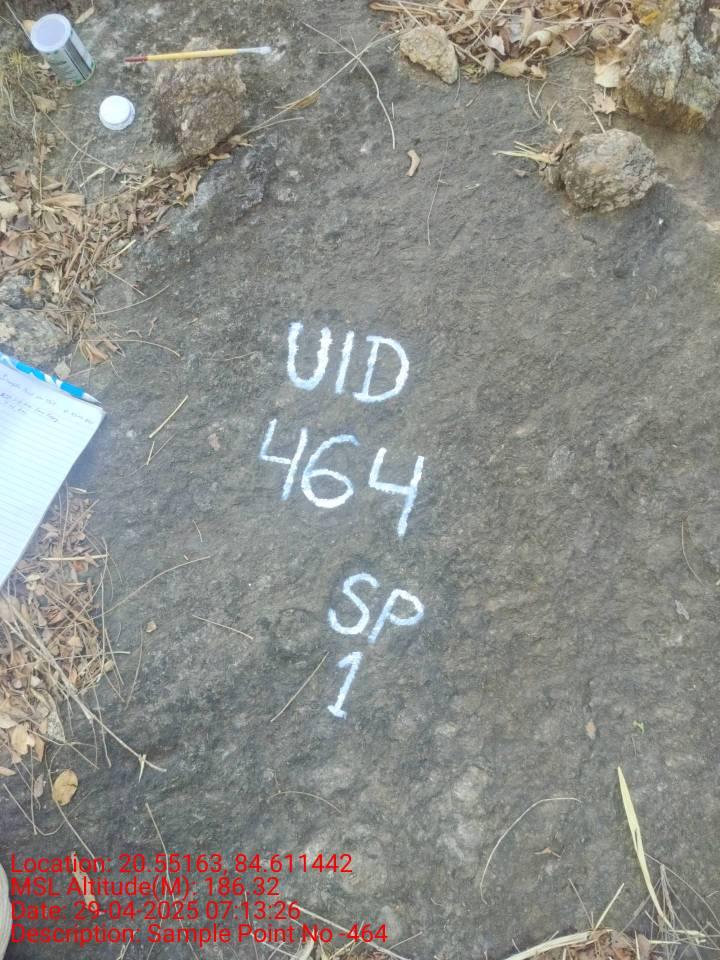 UID
464
SP
1
Location: 20.55163, 84.611442
MSL Altitude(M): 186.32
Date: 29-04-2025 07:13:26
Description: Sample Point No -464